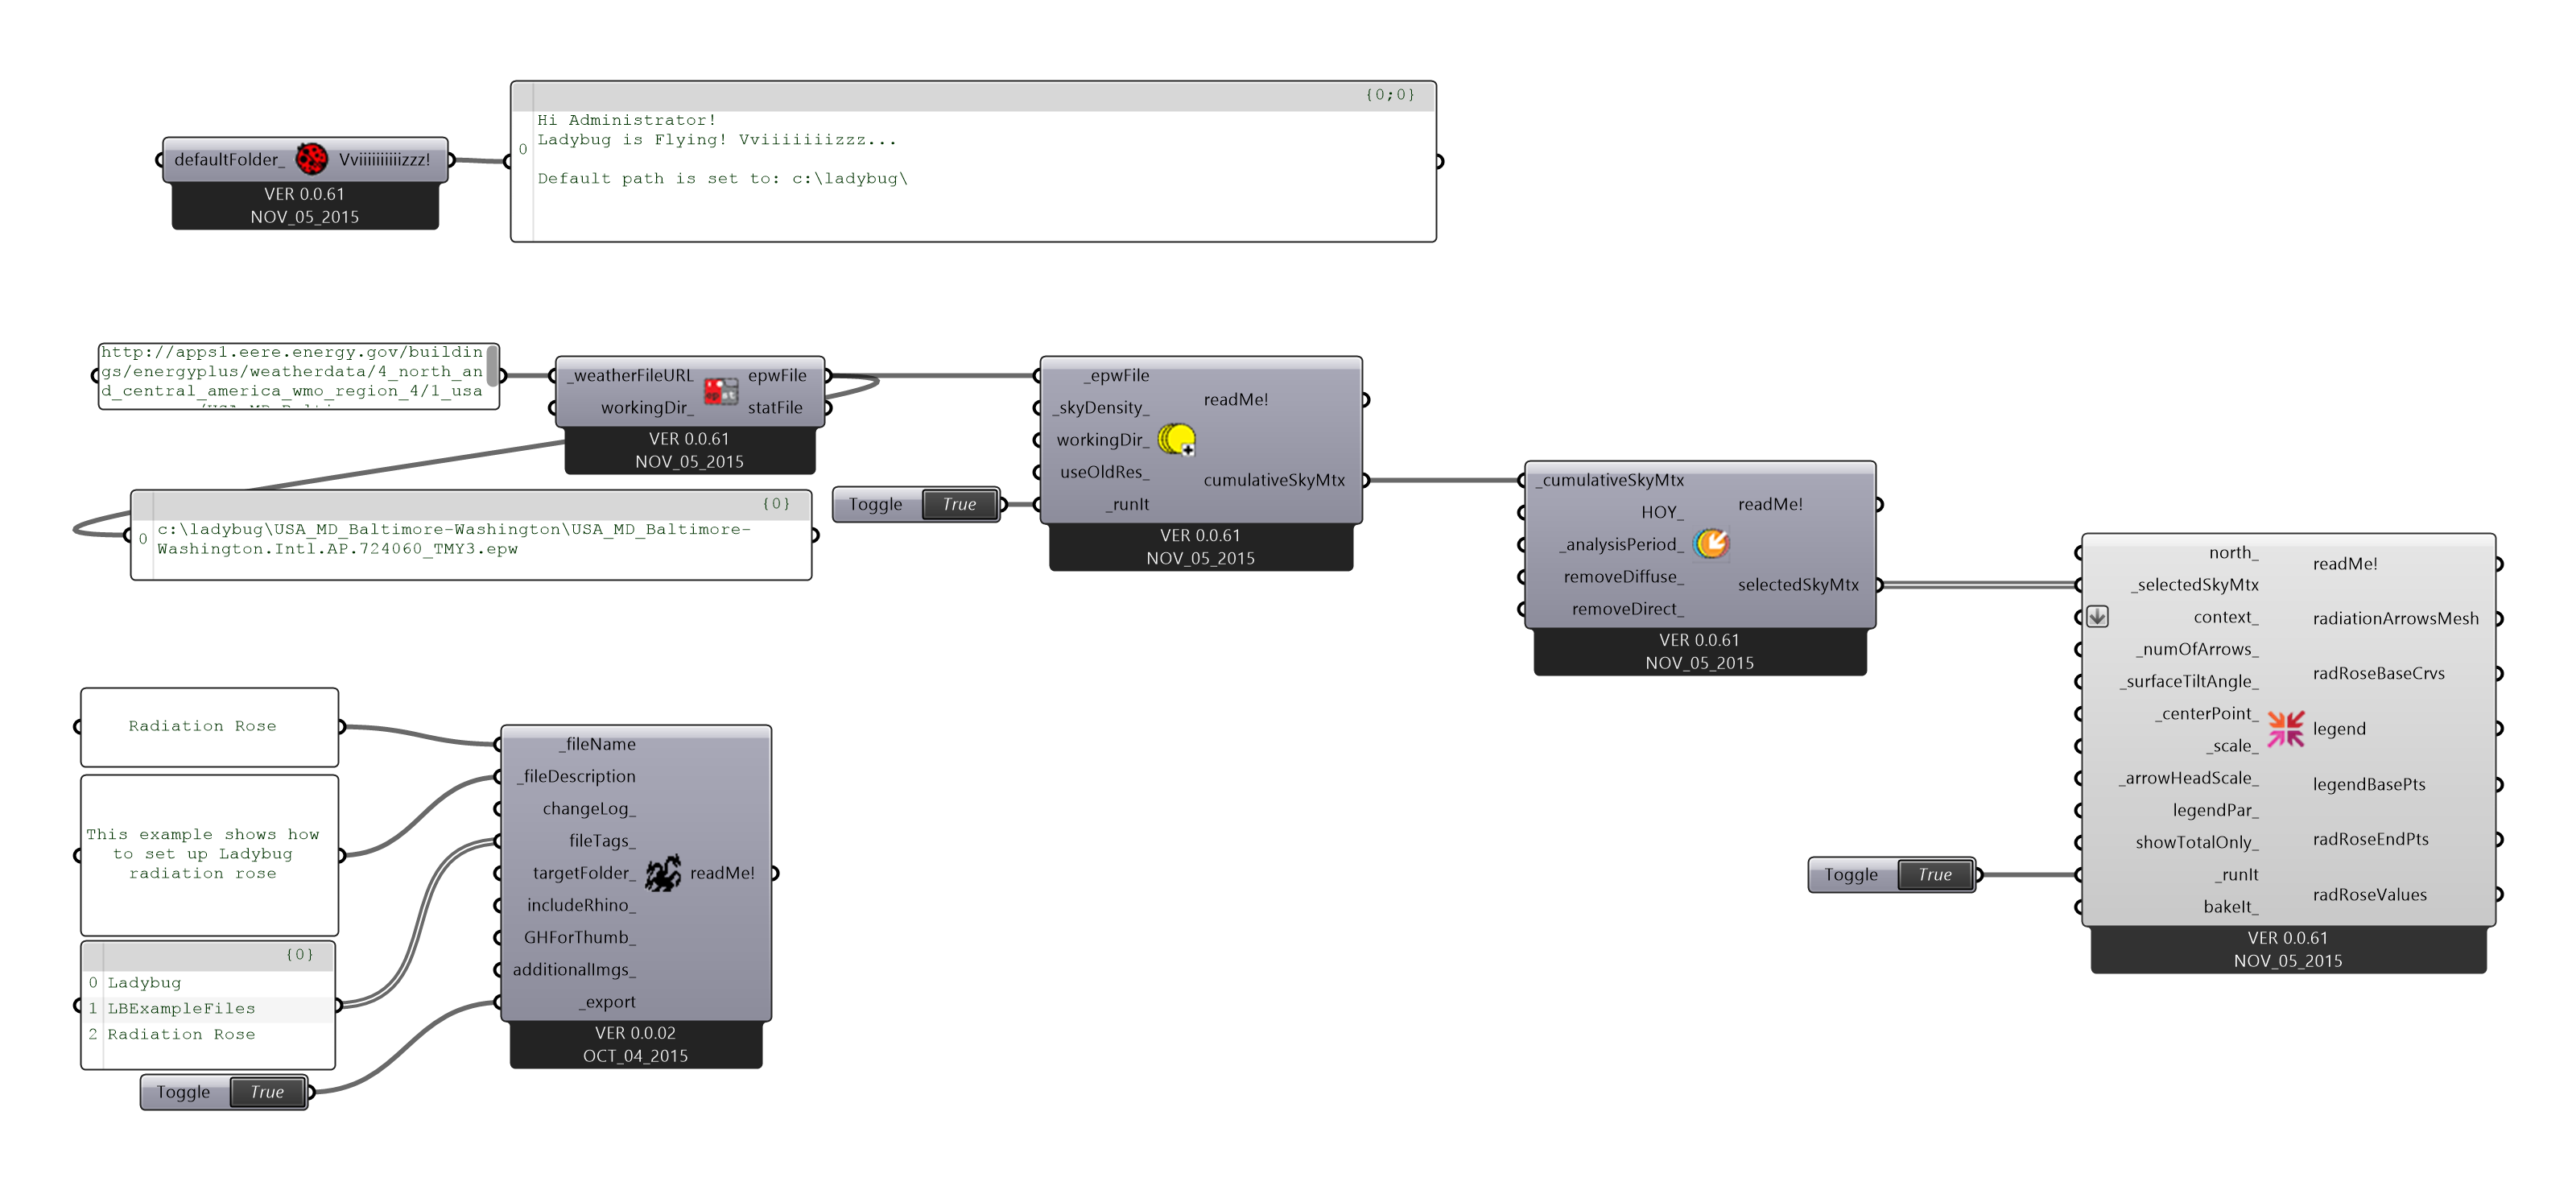 defaultFolder_
Vviiiiiiiiiizzz!
VER 0.0.61
NOV_05_2015
{0;0}
0
Hi Administrator!
Ladybug is Flying! Vviiiiiiizzz...
Default path is set to: c:\ladybug\
http://apps1.eere.energy.gov/buildin
gs/energyplus/weatherdata/4_north_an
d_central_america_wmo_region_4/1_usa
_weatherFileURL
workingDir_
epwFile
statFile
VER 0.0.61
NOV_05_2015
{0}
0
c:\ladybug\USA_MD_Baltimore-Washington\USA_MD_Baltimore-
Washington.Intl.AP.724060_TMY3.epw
Toggle True
_epwFile
_skyDensity_
workingDir_
useOldRes_
_runIt
readMe!
cumulativeSkyMtx
VER 0.0.61
NOV_05_2015
_cumulativeSkyMtx
HOY_
_analysisPeriod_
removeDiffuse_
removeDirect_
readMe!
selectedSkyMtx
VER 0.0.61
NOV_05_2015
Toggle True
north_
_selectedSkyMtx
context_
_numOfArrows_
_surfaceTiltAngle_
_centerPoint_
_scale_
_arrowHeadScale_
legendPar_
showTotalOnly_
_runIt
bakeIt_
readMe!
radiationArrowsMesh
radRoseBaseCrvs
legend
legendBasePts
radRoseEndPts
radRoseValues
VER 0.0.61
NOV_05_2015
Radiation Rose
This example shows how
to set up Ladybug
radiation rose
{0}
0 Ladybug
1 LBExampleFiles
2 Radiation Rose
Toggle True
_fileName
_fileDescription
changeLog_
fileTags_
targetFolder_
includeRhino_
GHForThumb_
additionalImgs_
_export
readMe!
VER 0.0.02
OCT_04_2015